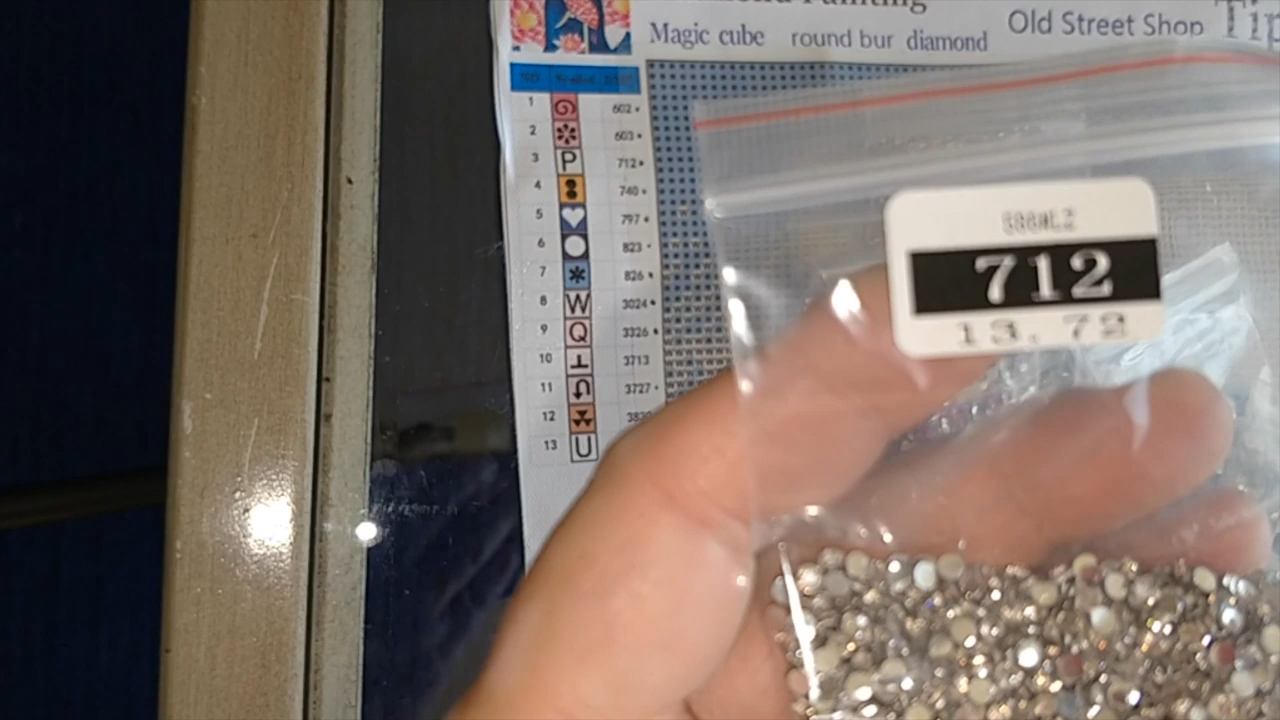 Painting
Magic cube round bur diamond Old Street Shop Tip
1 602
2 603
3 P 712
4 740
5 797
6 823
7 826
8 W 3024
9 Q 3326
10 3713
11 3727
12
13 U
712
13.72